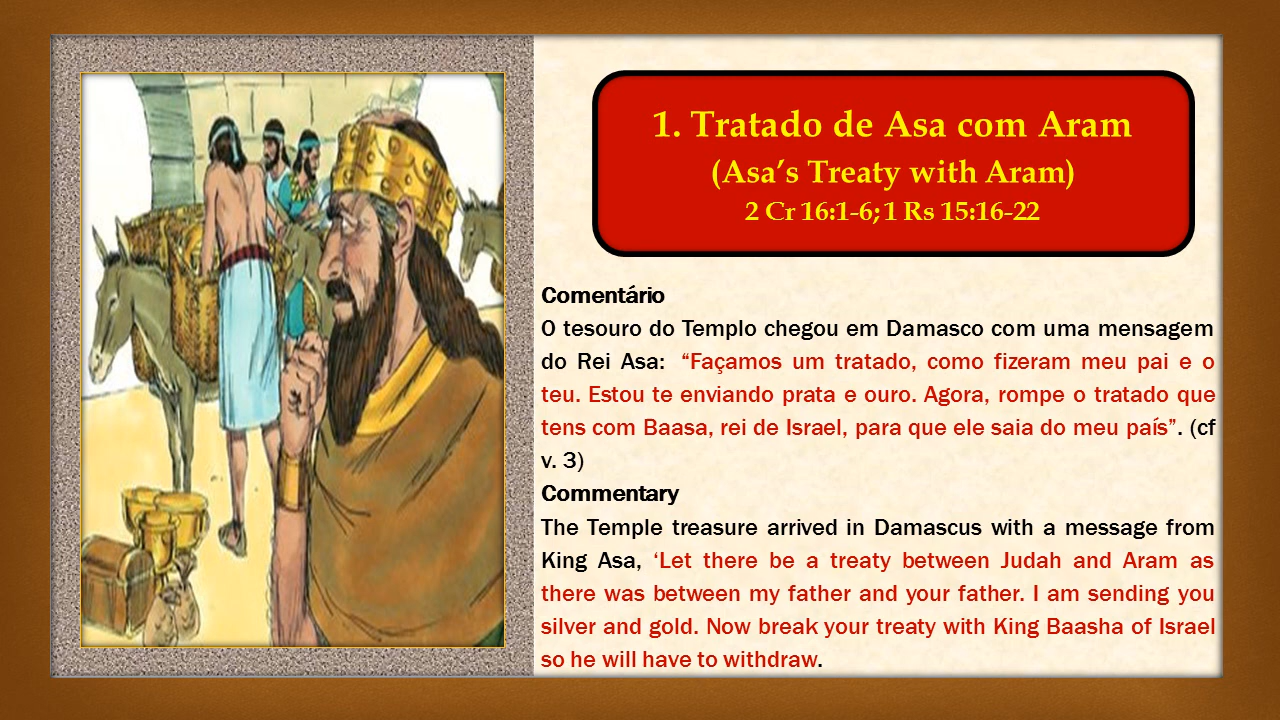 1. Tratado de Asa com Aram
(Asa’s Treaty with Aram)
2 Cr 16:1-6; 1 Rs 15:16-22
Comentário
O tesouro do Templo chegou em Damasco com uma mensagem
do Rei Asa: “Façamos um tratado, como fizeram meu pai e o
teu. Estou te enviando prata e ouro. Agora, rompe o tratado que
tens com Baasa, rei de Israel, para que ele saia do meu país”. (cf
v. 3)
Commentary
The Temple treasure arrived in Damascus with a message from
King Asa, ‘Let there be a treaty between Judah and Aram as
there was between my father and your father. I am sending you
silver and gold. Now break your treaty with King Baasha of Israel
so he will have to withdraw.